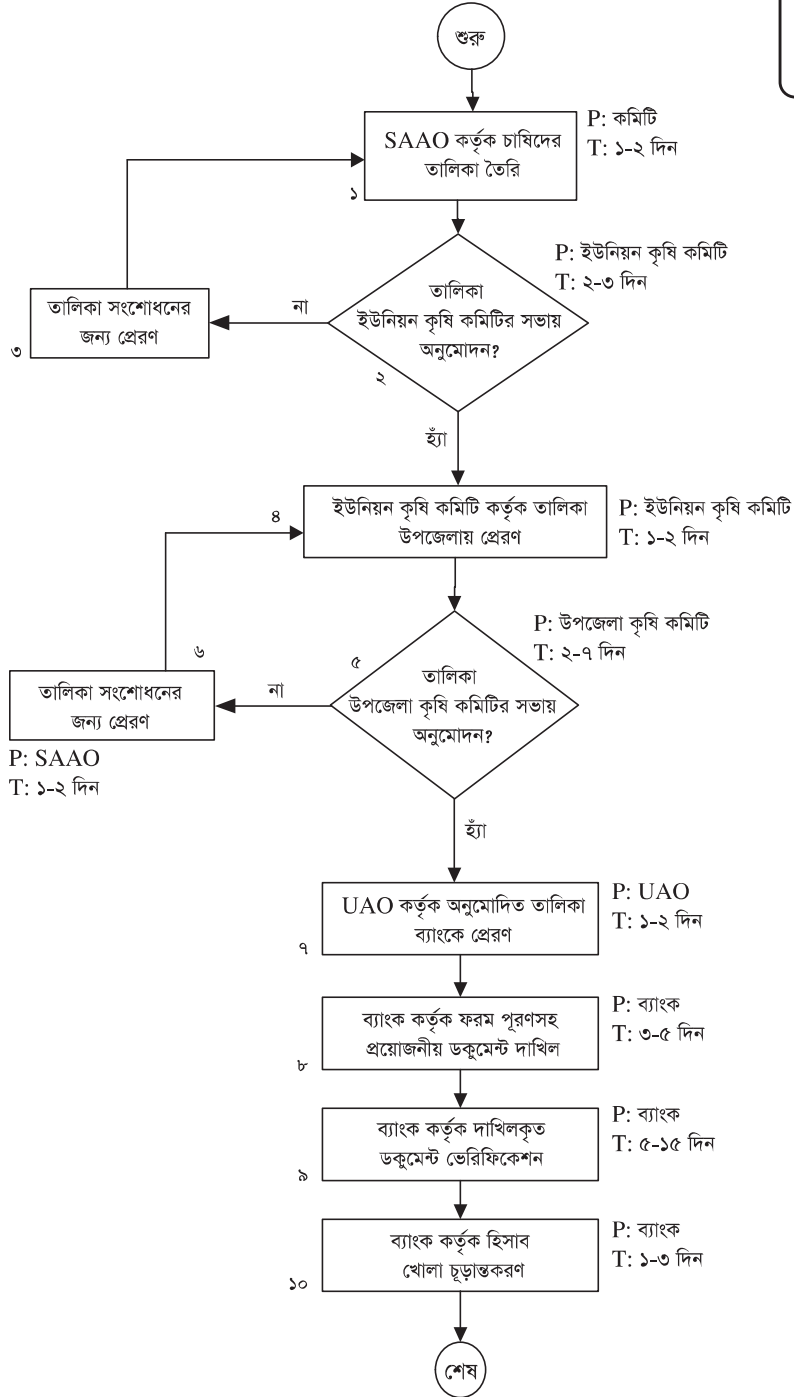 শুরু
SAAO কর্তৃক চাষিদের
তালিকা তৈরি
১
P: কমিটি
T: ১-২ দিন
তালিকা
ইউনিয়ন কৃষি কমিটির সভায়
অনুমোদন?
২
P: ইউনিয়ন কৃষি কমিটি
T: ২-৩ দিন
না
তালিকা সংশোধনের
জন্য প্রেরণ
৩
হ্যাঁ
ইউনিয়ন কৃষি কমিটি কর্তৃক তালিকা
উপজেলায় প্রেরণ
৪
P: ইউনিয়ন কৃষি কমিটি
T: ১-২ দিন
তালিকা
উপজেলা কৃষি কমিটির সভায়
অনুমোদন?
৫
P: উপজেলা কৃষি কমিটি
T: ২-৭ দিন
না
৬
তালিকা সংশোধনের
জন্য প্রেরণ
P: SAAO
T: ১-২ দিন
হ্যাঁ
UAO কর্তৃক অনুমোদিত তালিকা
ব্যাংকে প্রেরণ
৭
P: UAO
T: ১-২ দিন
ব্যাংক কর্তৃক ফরম পূরণসহ
প্রয়োজনীয় ডকুমেন্ট দাখিল
৮
P: ব্যাংক
T: ৩-৫ দিন
ব্যাংক কর্তৃক দাখিলকৃত
ডকুমেন্ট ভেরিফিকেশন
৯
P: ব্যাংক
T: ৫-১৫ দিন
ব্যাংক কর্তৃক হিসাব
খোলা চূড়ান্তকরণ
১০
P: ব্যাংক
T: ১-৩ দিন
শেষ